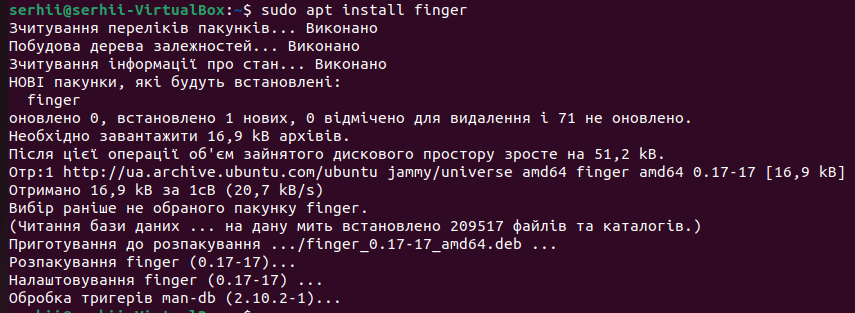 serhii@serhii-VirtualBox:~$ sudo apt install finger
Зчитування переліків пакунків... Виконано
Побудова дерева залежностей... Виконано
Зчитування інформації про стан... Виконано
НОВІ пакунки, які будуть встановлені:
  finger
оновлено 0, встановлено 1 нових, 0 відмічено для видалення і 71 не оновлено.
Необхідно завантажити 16,9 kB архівів.
Після цієї операції об'єм зайнятого дискового простору зросте на 51,2 kB.
Отр:1 http://ua.archive.ubuntu.com/ubuntu jammy/universe amd64 finger amd64 0.17-17 [16,9 kB]
Отримано 16,9 kB за 1сВ (20,7 kB/s)
Вибір раніше не обраного пакунку finger.
(Читання бази даних ... на дану мить встановлено 209517 файлів та каталогів.)
Приготування до розпакування .../finger_0.17-17_amd64.deb ...
Розпакування finger (0.17-17)...
Налаштовування finger (0.17-17) ...
Обробка тригерів man-db (2.10.2-1)...
serhii@serhii-VirtualBox:~$